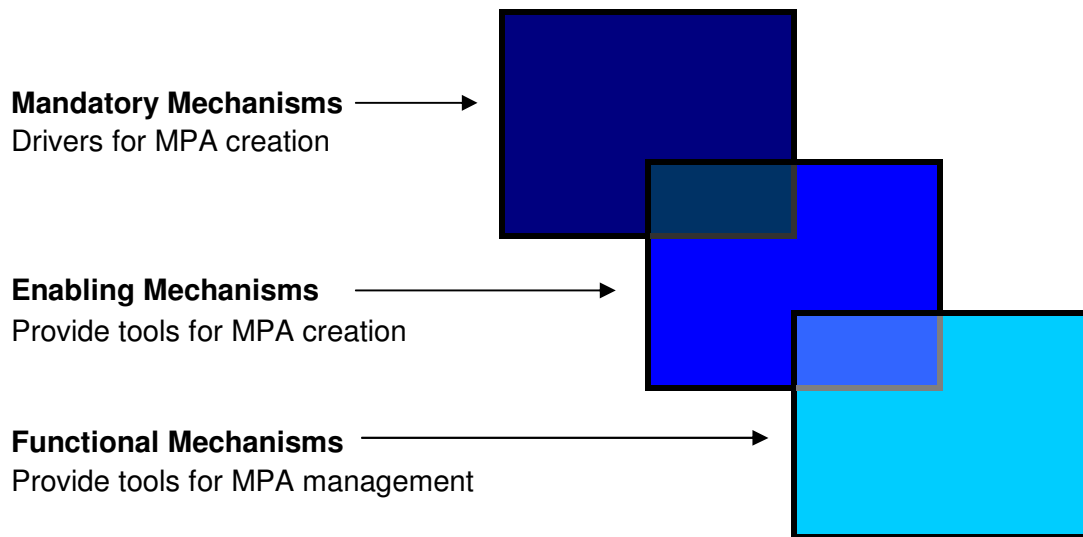 Mandatory Mechanisms
Drivers for MPA creation
Enabling Mechanisms
Provide tools for MPA creation
Functional Mechanisms
Provide tools for MPA management